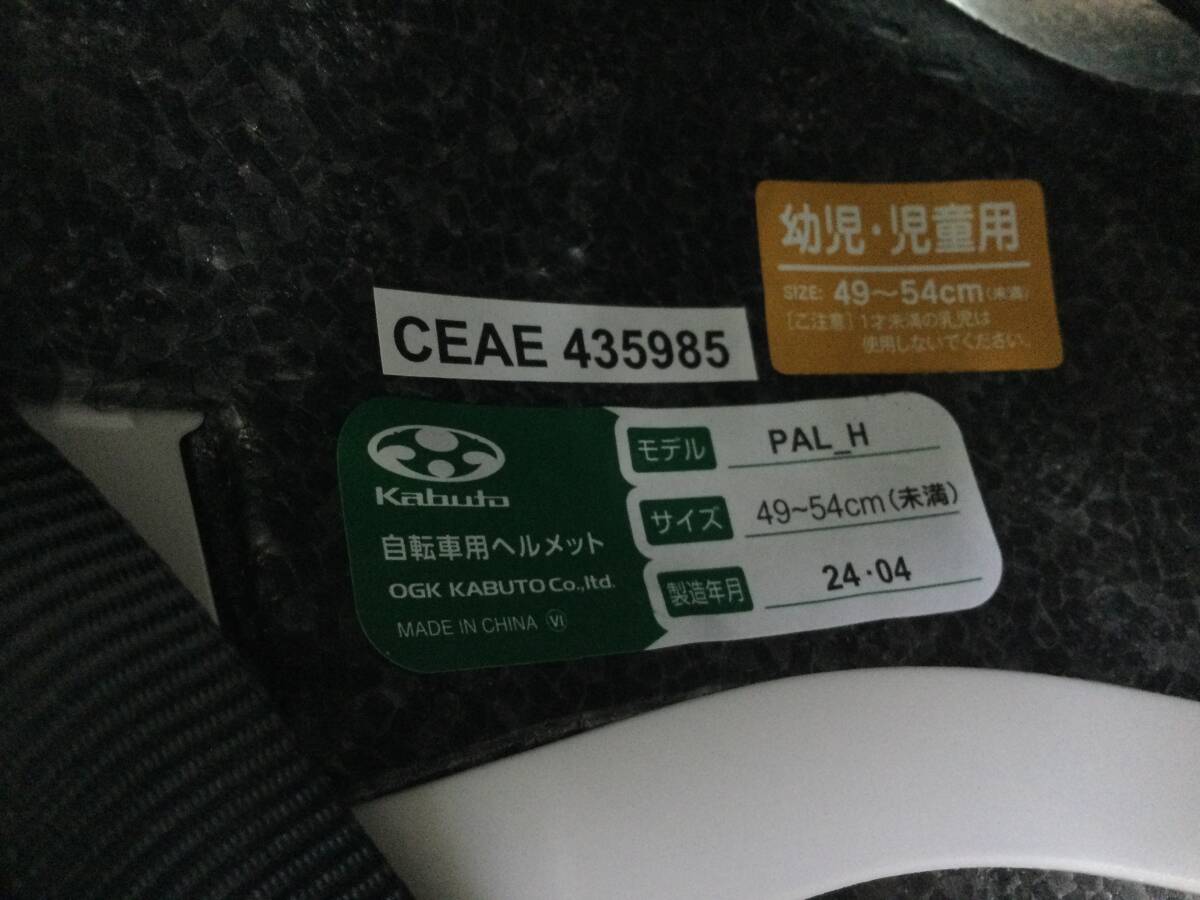 幼児・児童用
SIZE: 49～54cm(未満)
[ご注意] 1才未満の乳児は
使用しないでください。
CEAE 435985
Kabuto
自転車用ヘルメット
OGK KABUTO Co.,ltd.
MADE IN CHINA VI
モデル PAL_H
サイズ 49~54cm(未満)
製造年月 24・04